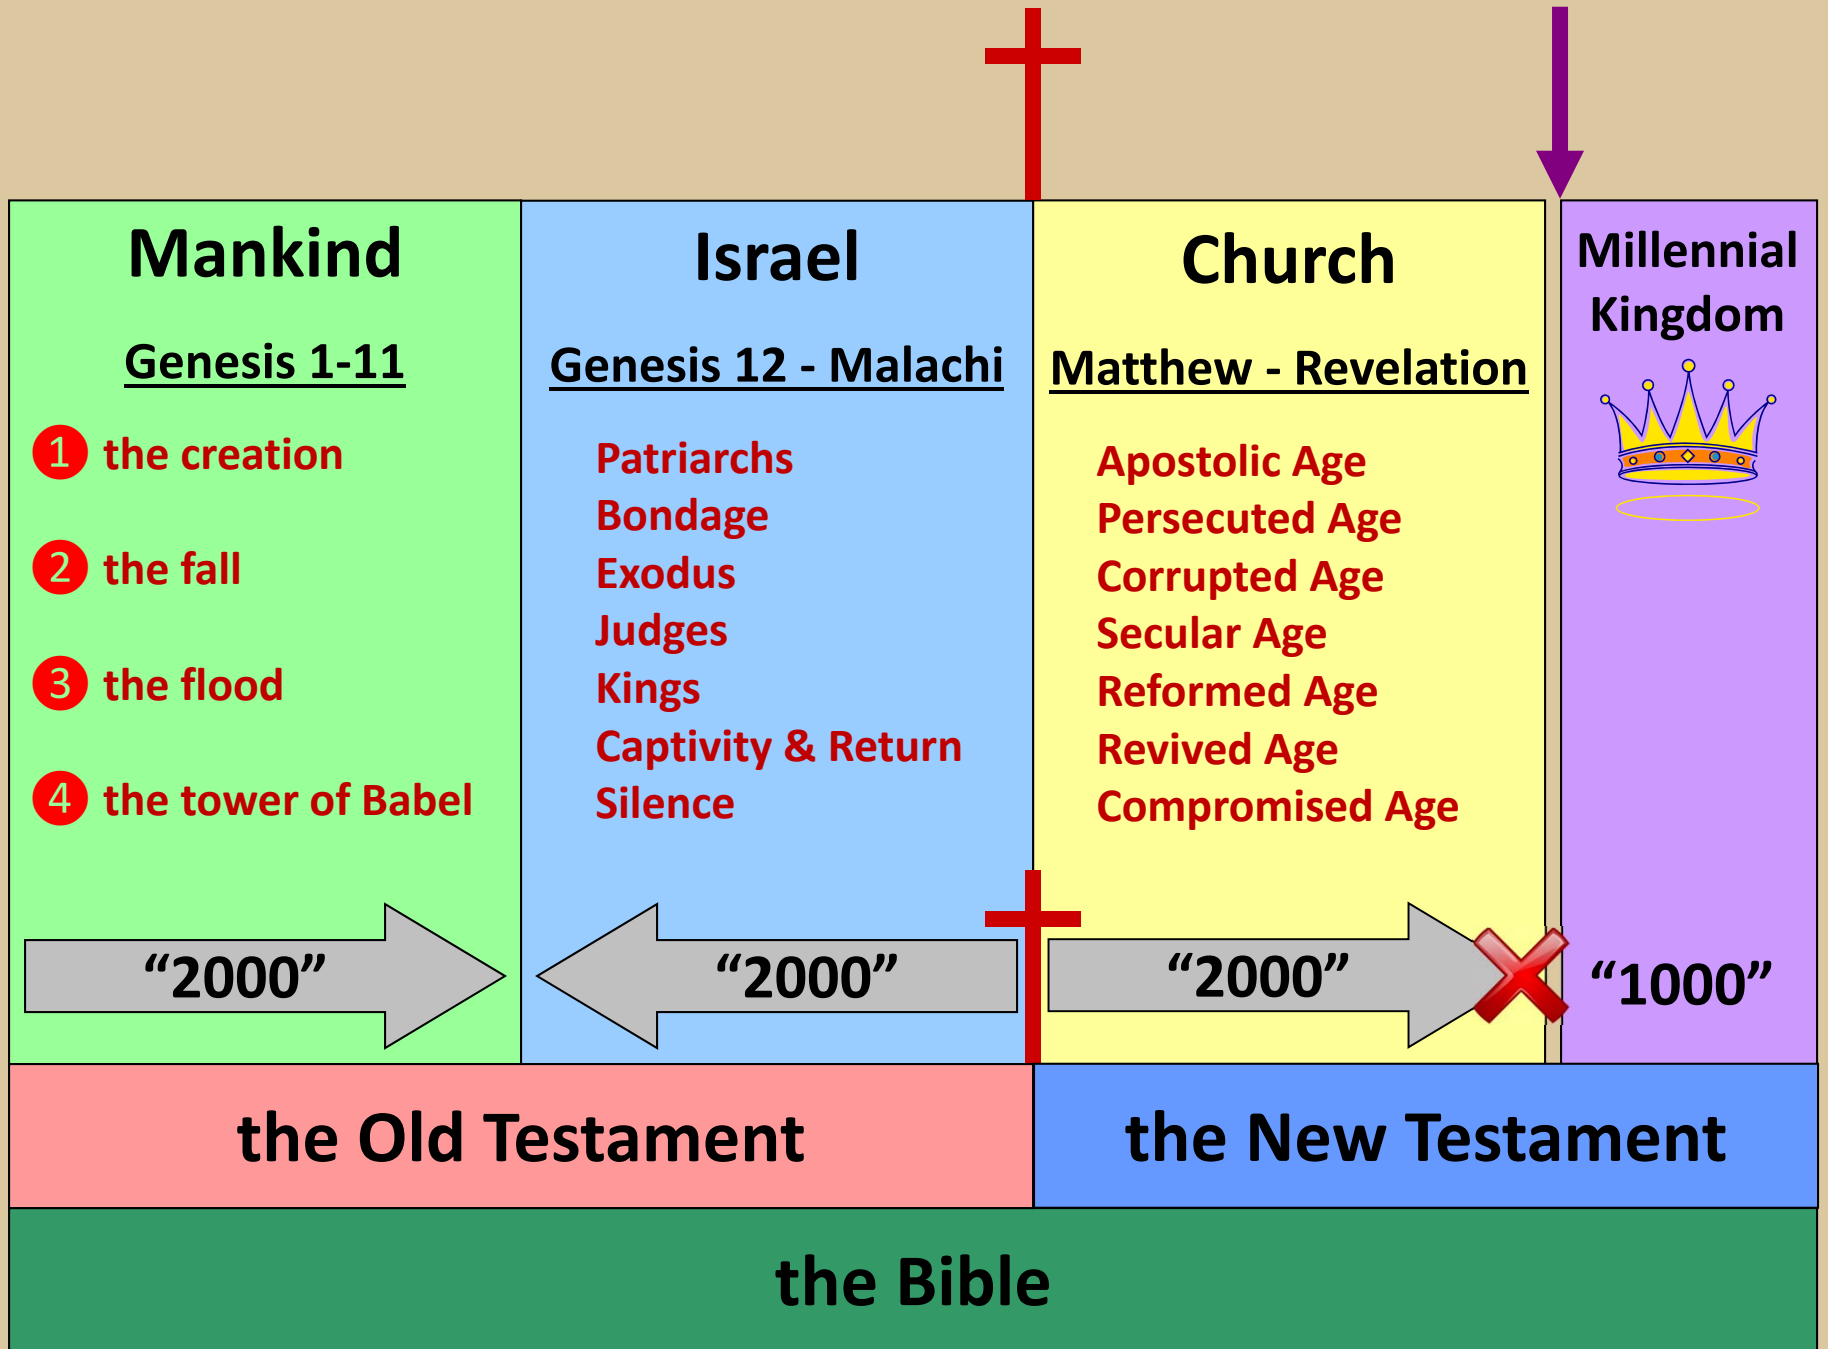 Mankind
Genesis 1-11
1 the creation
2 the fall
3 the flood
4 the tower of Babel
“2000”
Israel
Genesis 12 - Malachi
Patriarchs
Bondage
Exodus
Judges
Kings
Captivity & Return
Silence
“2000”
Church
Matthew - Revelation
Apostolic Age
Persecuted Age
Corrupted Age
Secular Age
Reformed Age
Revived Age
Compromised Age
“2000”
Millennial
Kingdom
“1000”
the Old Testament
the New Testament
the Bible